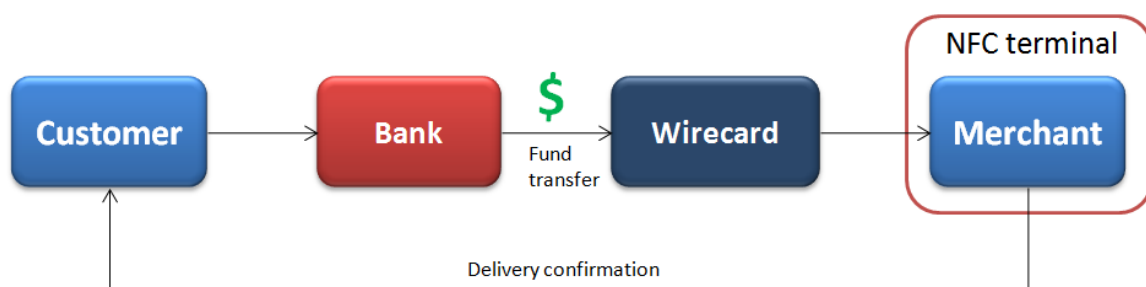 NFC terminal
Customer
Bank
$
Wirecard
Merchant
Fund
transfer
Delivery confirmation